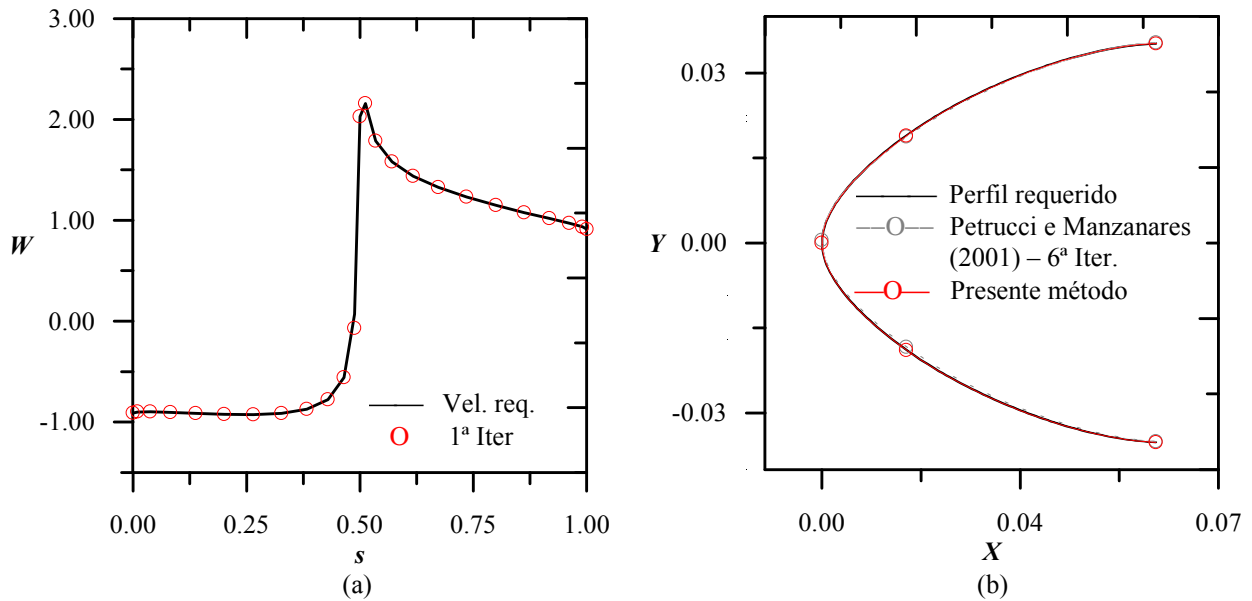 3.00
2.00
1.00
0.00
-1.00
W
Vel. req.
O 1ª Iter
0.00 0.25 0.50 0.75 1.00
s
(a)
0.03
0.00
-0.03
Y
Perfil requerido
O Petrucci e Manzanares
(2001) – 6ª Iter.
O Presente método
0.00 0.04 0.07
X
(b)